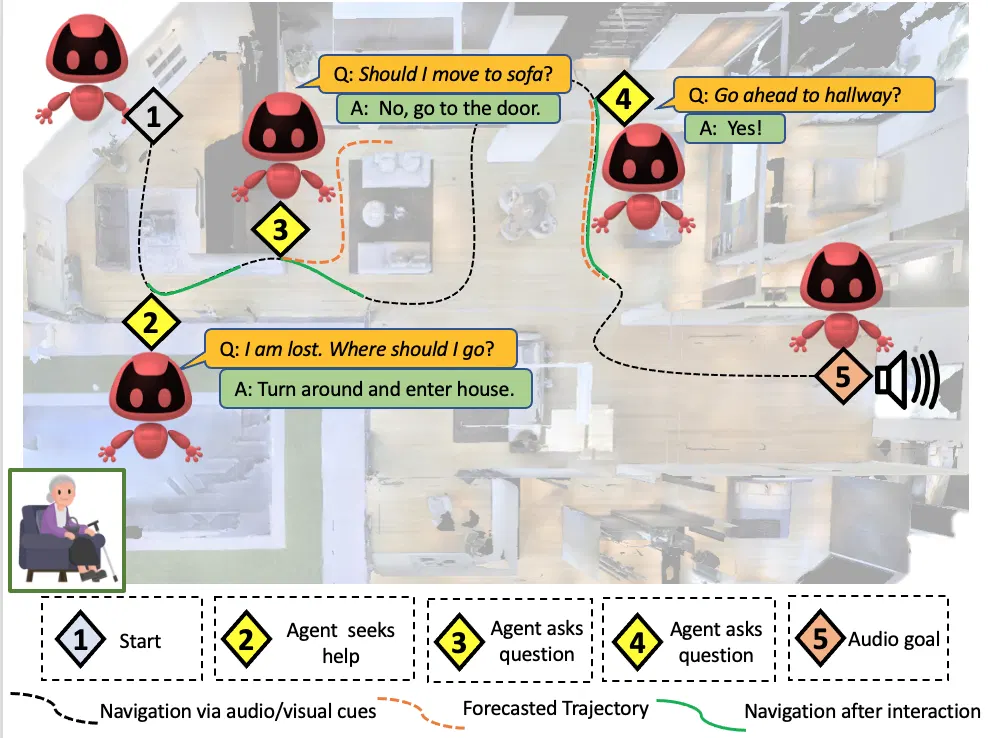 1
Q: Should I move to sofa?
A: No, go to the door.
4
Q: Go ahead to hallway?
A: Yes!
3
2
Q: I am lost. Where should I go?
A: Turn around and enter house.
5
1
Start
2
Agent seeks
help
3
Agent asks
question
4
Agent asks
question
5
Audio goal
Navigation via audio/visual cues
Forecasted Trajectory
Navigation after interaction